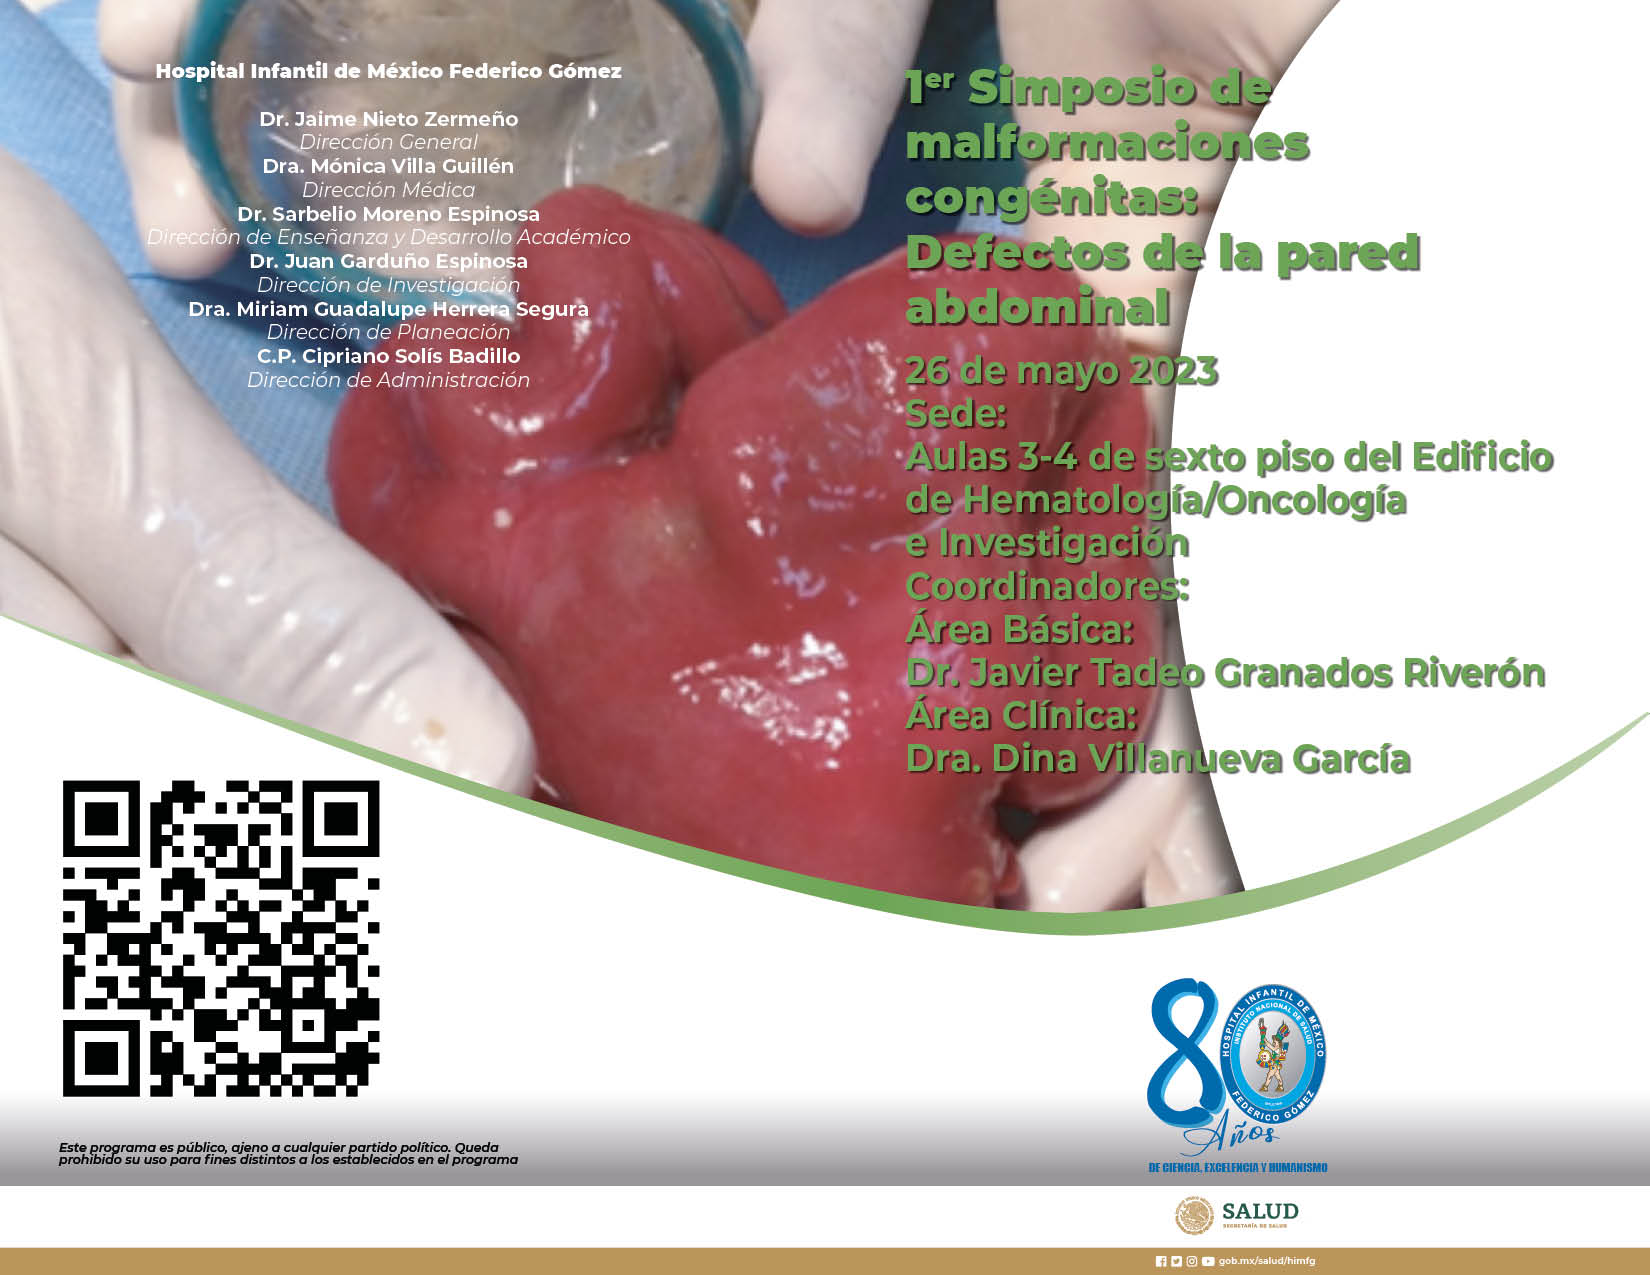 Hospital Infantil de México Federico Gómez
Dr. Jaime Nieto Zermeño
Dirección General
Dra. Mónica Villa Guillén
Dirección Médica
Dr. Sarbelio Moreno Espinosa
Dirección de Enseñanza y Desarrollo Académico
Dr. Juan Garduño Espinosa
Dirección de Investigación
Dra. Miriam Guadalupe Herrera Segura
Dirección de Planeación
C.P. Cipriano Solís Badillo
Dirección de Administración
1er Simposio de
malformaciones
congénitas:
Defectos de la pared
abdominal
26 de mayo 2023
Sede:
Aulas 3-4 de sexto piso del Edificio
de Hematología/Oncología
e Investigación
Coordinadores:
Área Básica:
Dr. Javier Tadeo Granados Riverón
Área Clínica:
Dra. Dina Villanueva García
Este programa es público, ajeno a cualquier partido político. Queda
prohibido su uso para fines distintos a los establecidos en el programa
80
HOSPITAL INFANTIL DE MÉXICO
INSTITUTO NACIONAL DE SALUD
FEDERICO GÓMEZ
Años
DE CIENCIA, EXCELENCIA Y HUMANISMO
SALUD
SECRETARÍA DE SALUD
gob.mx/salud/himfg